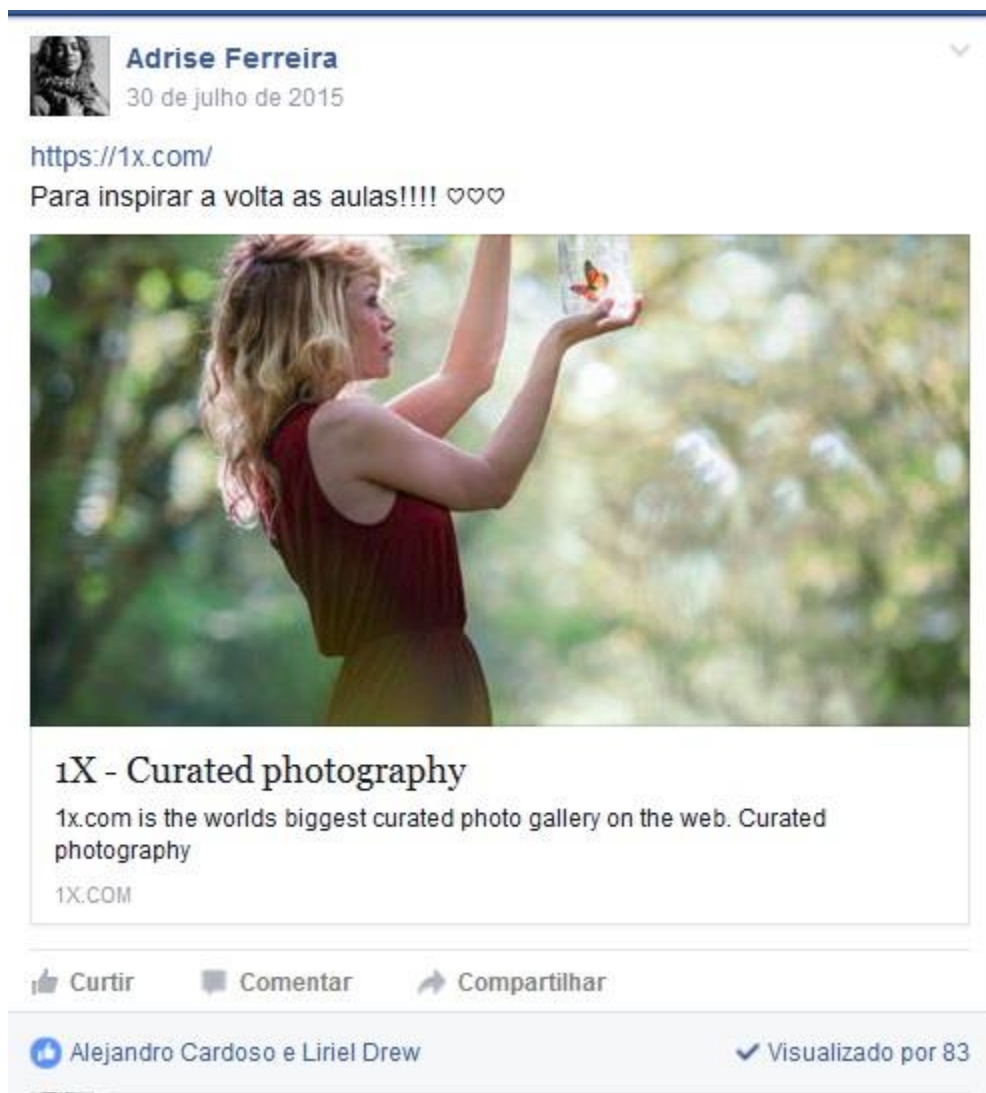 Adrise Ferreira
30 de julho de 2015
https://1x.com/
Para inspirar a volta as aulas!!!! ♡♡♡
1X - Curated photography
1x.com is the worlds biggest curated photo gallery on the web. Curated
photography
1X.COM
Curtir Comentar Compartilhar
Alejandro Cardoso e Liriel Drew Visualizado por 83